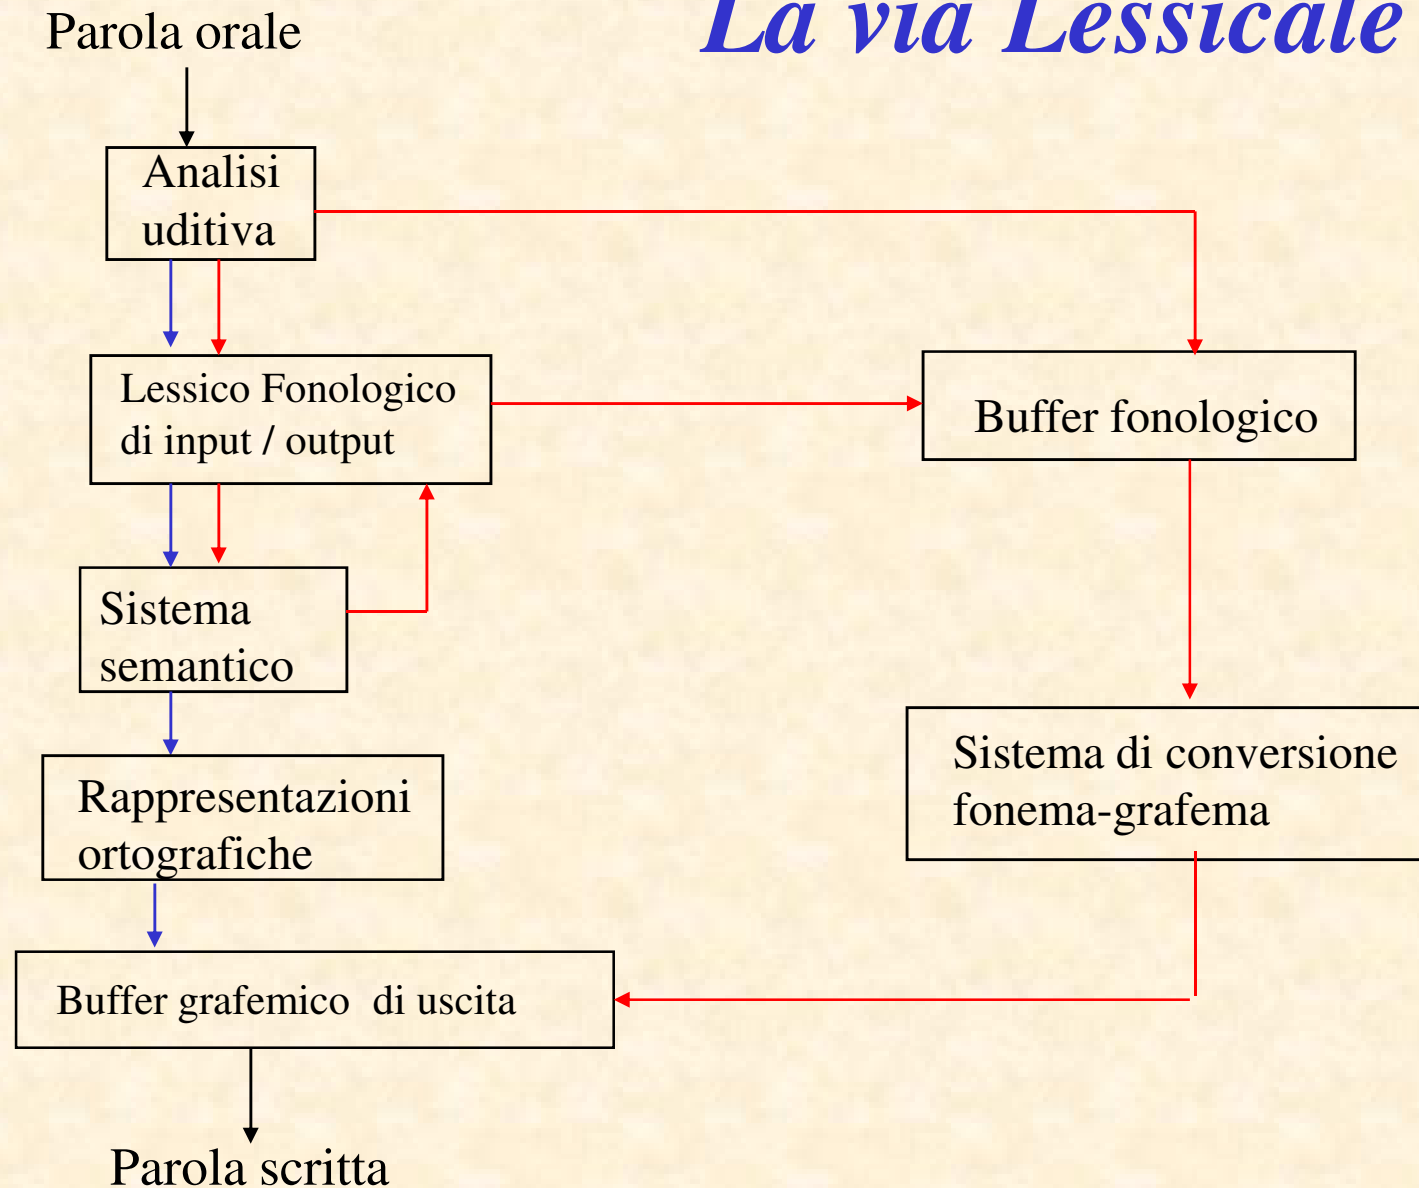 La via Lessicale
Parola orale
Analisi
uditiva
Lessico Fonologico
di input / output
Buffer fonologico
Sistema
semantico
Sistema di conversione
fonema-grafema
Rappresentazioni
ortografiche
Buffer grafemico di uscita
Parola scritta